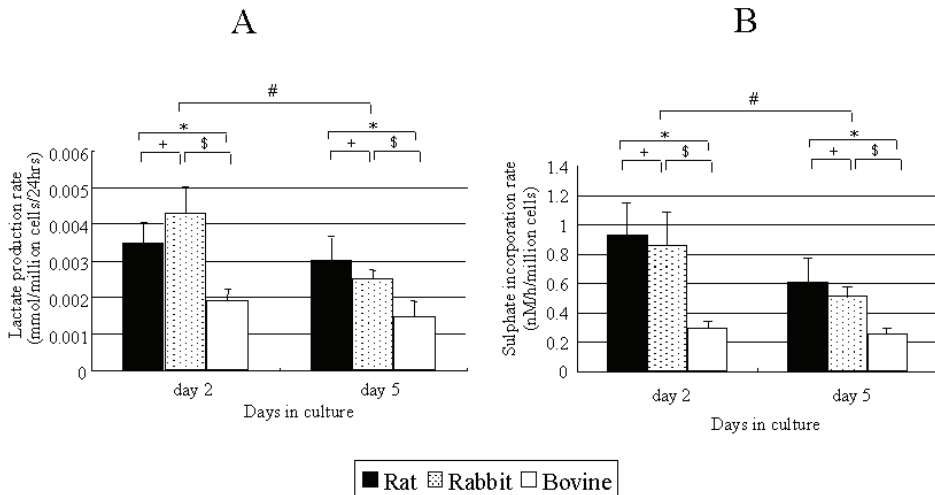 A
B
#
*
+ $
*
+ $
#
*
+ $
*
+ $
Lactate production rate
(mmol/million cells/24hrs)
0.006
0.005
0.004
0.003
0.002
0.001
0
day 2
day 5
Days in culture
Sulphate incorporation rate
(nM/h/million cells)
1.4
1.2
1
0.8
0.6
0.4
0.2
0
day 2
day 5
Days in culture
Rat Rabbit Bovine